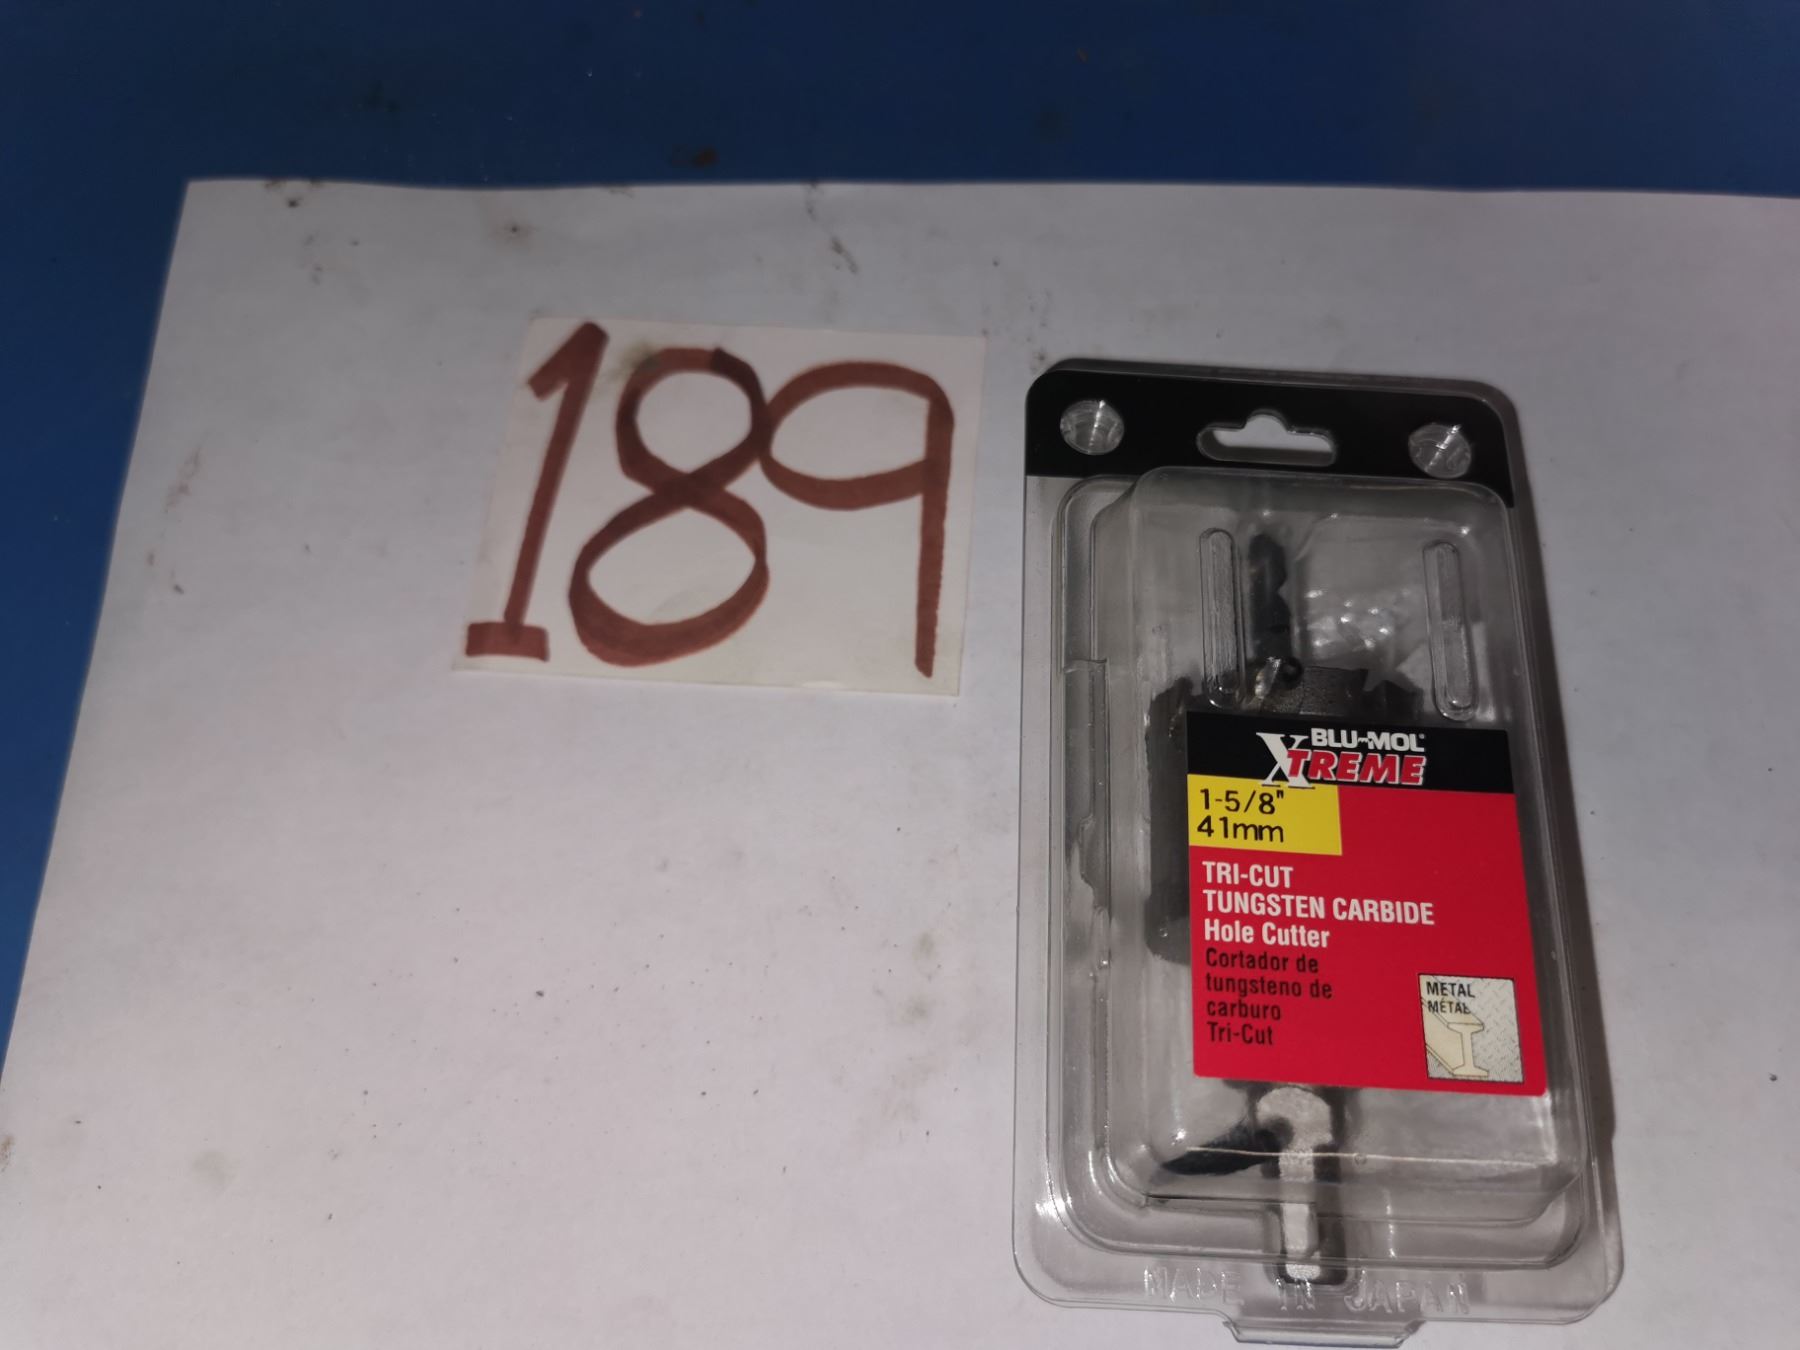 189
BLU-MOL®
XTREME
1-5/8"
41mm
TRI-CUT
TUNGSTEN CARBIDE
Hole Cutter
Cortador de
tungsteno de
carburo
Tri-Cut
METAL
METAL
MADE IN JAPAN